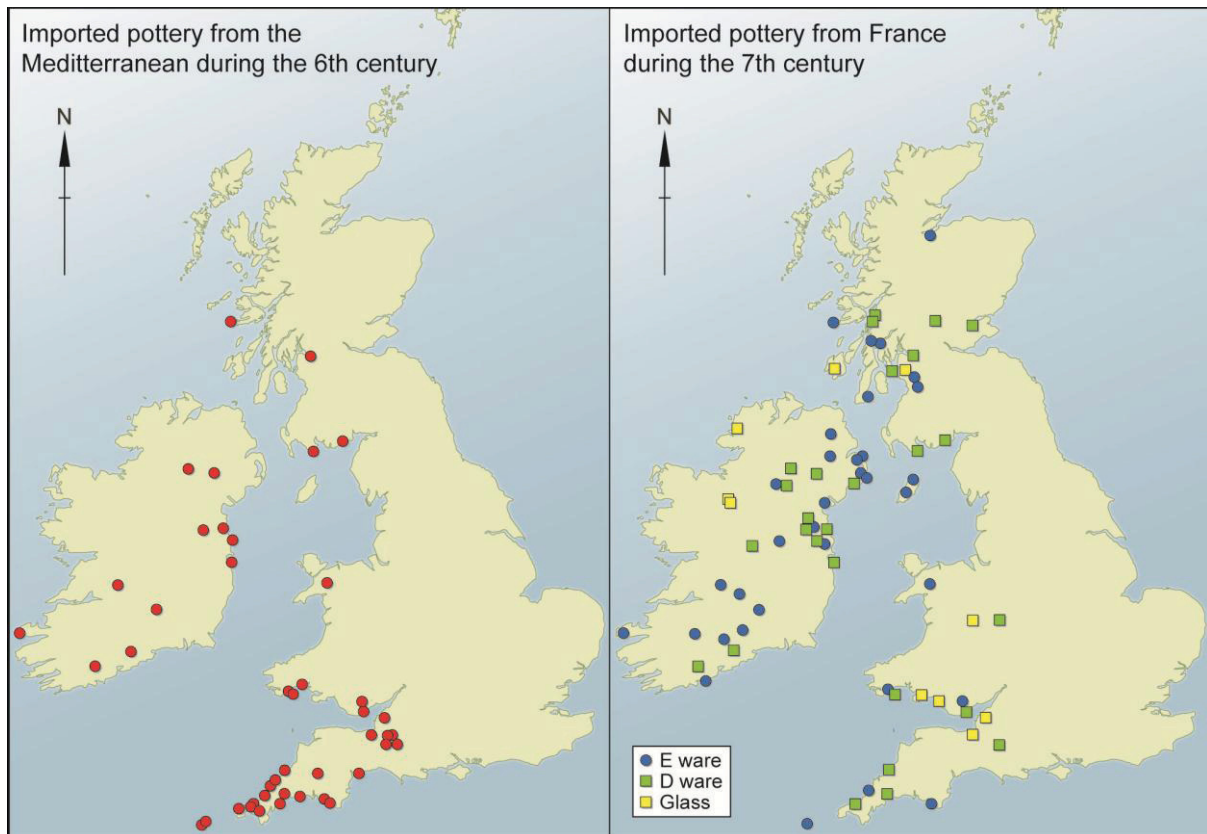 Imported pottery from the
Meditterranean during the 6th century
N
Imported pottery from France
during the 7th century
N
E ware
D ware
Glass